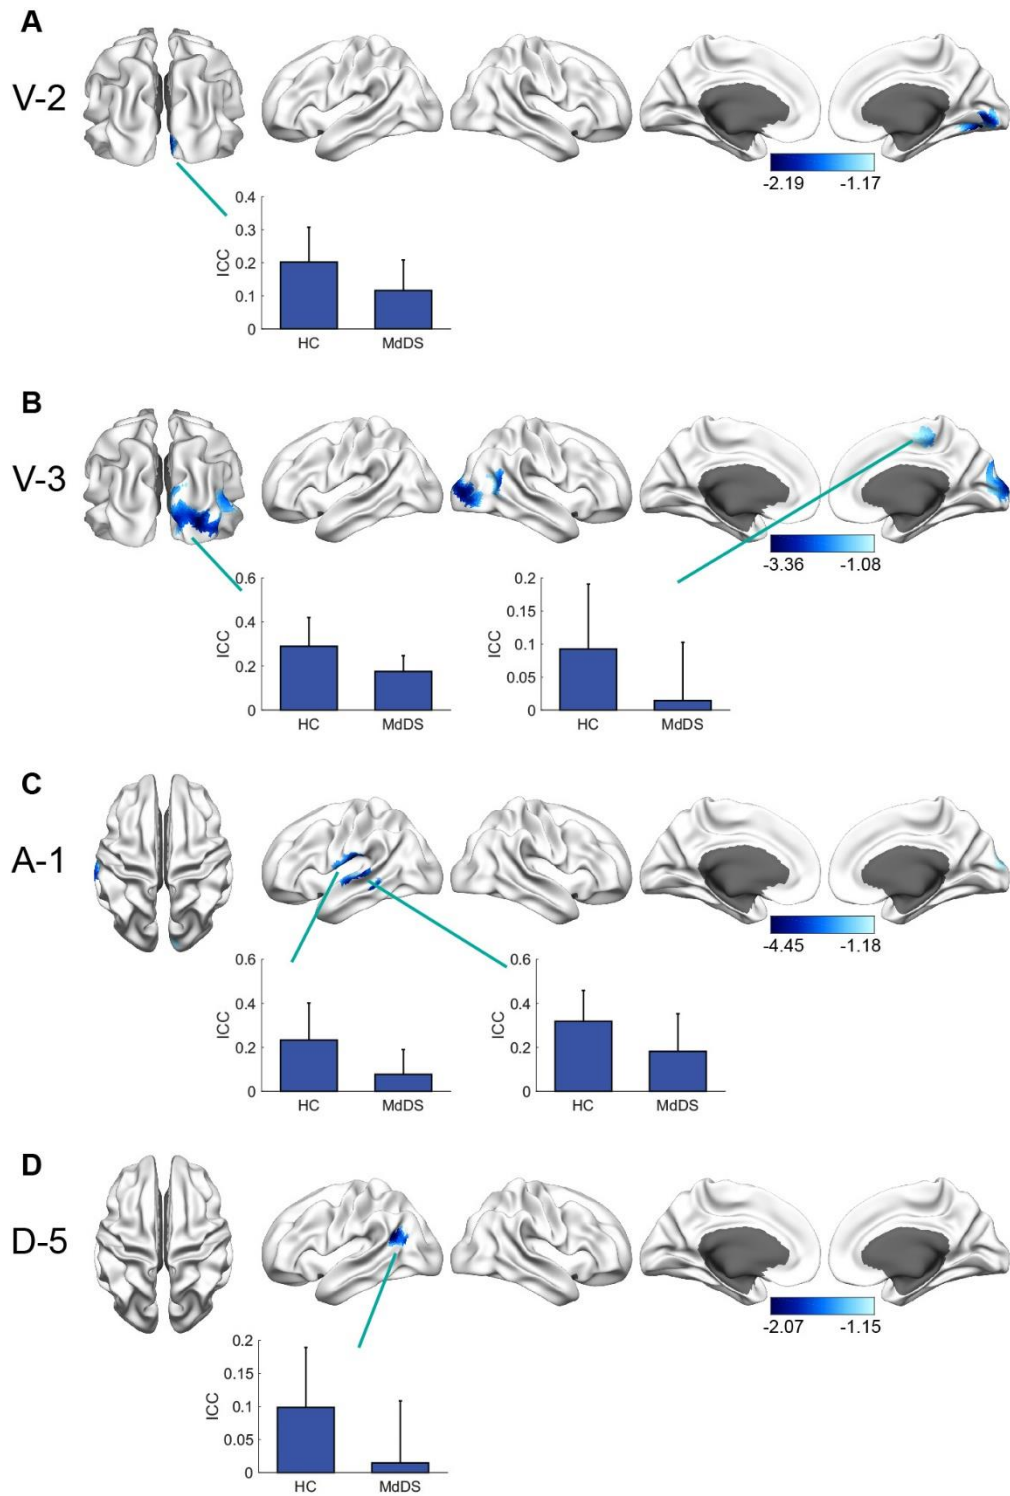 A
V-2
-2.19 -1.17
0.4
0.3
0.2
0.1
0
ICC
HC MdDS
B
V-3
-3.36 -1.08
0.6
0.4
0.2
0
ICC
HC MdDS
0.2
0.15
0.1
0.05
0
ICC
HC MdDS
C
A-1
-4.45 -1.18
0.6
0.4
0.2
0
ICC
HC MdDS
0.6
0.4
0.2
0
ICC
HC MdDS
D
D-5
-2.07 -1.15
0.2
0.15
0.1
0.05
0
ICC
HC MdDS